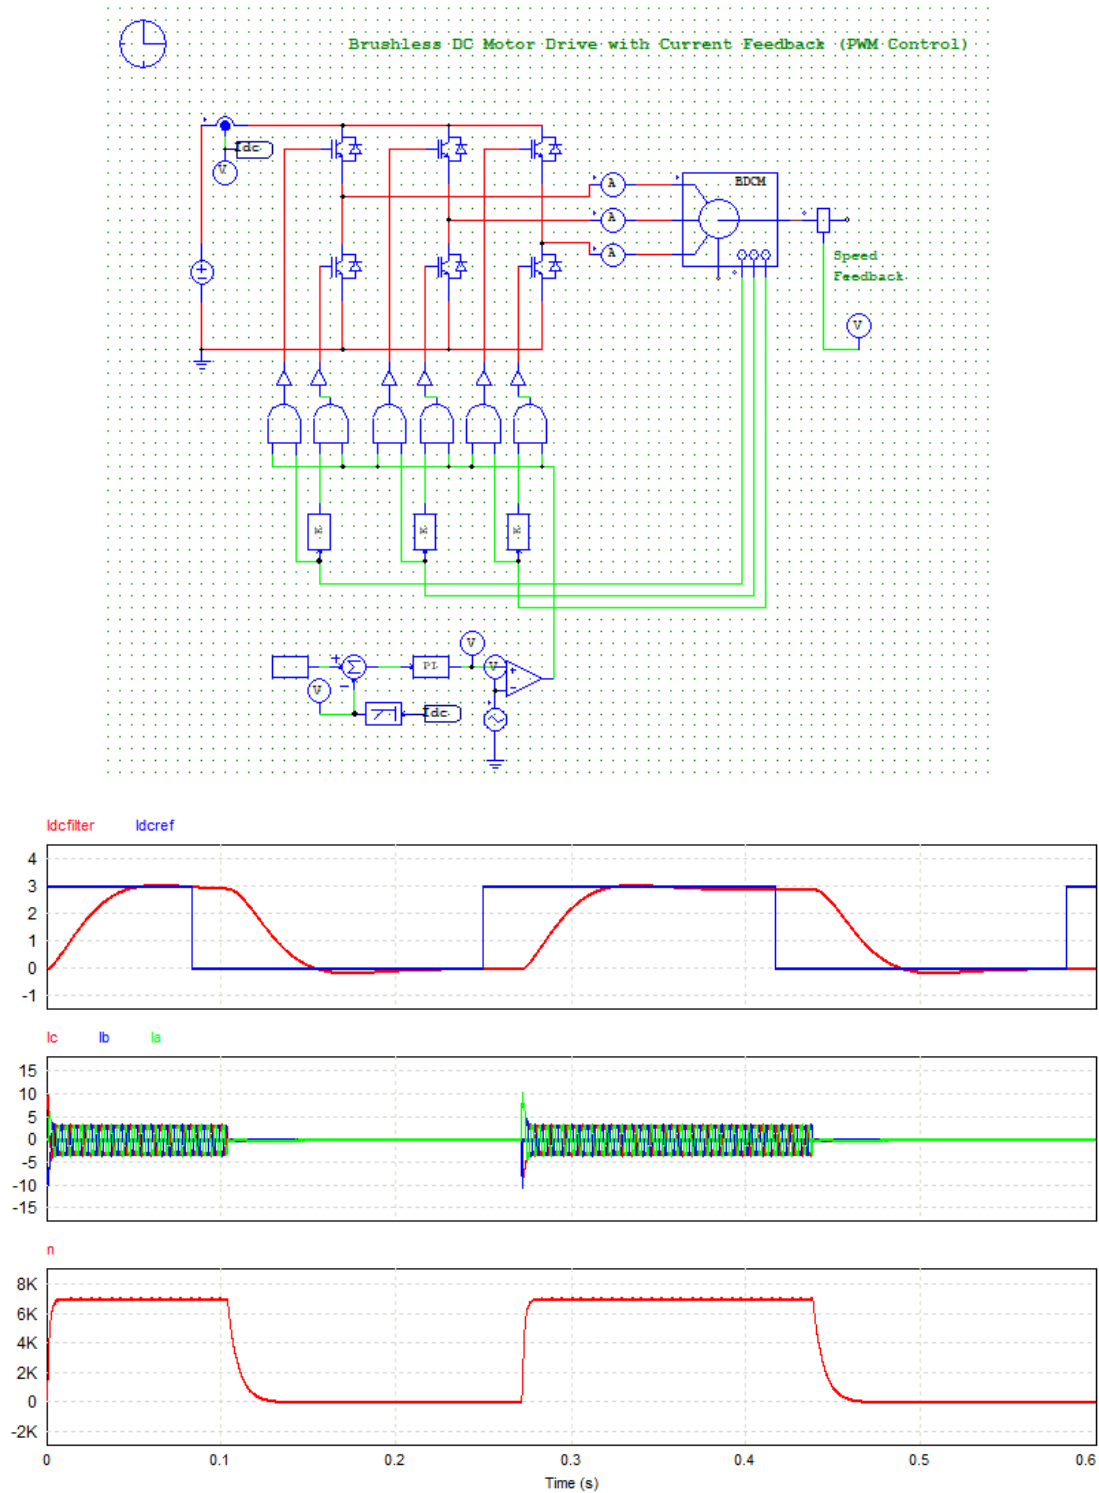 Brushless DC Motor Drive with Current Feedback (PWM Control)
Idc
V
A
BDCM
A
A
Speed
Feedback
V
K
K
K
V
PI
V
V
Idc
Idcfilter Idcref
4
3
2
1
0
-1
Ic Ib Ia
15
10
5
0
-5
-10
-15
n
8K
6K
4K
2K
0
-2K
0 0.1 0.2 0.3 0.4 0.5 0.6
Time (s)